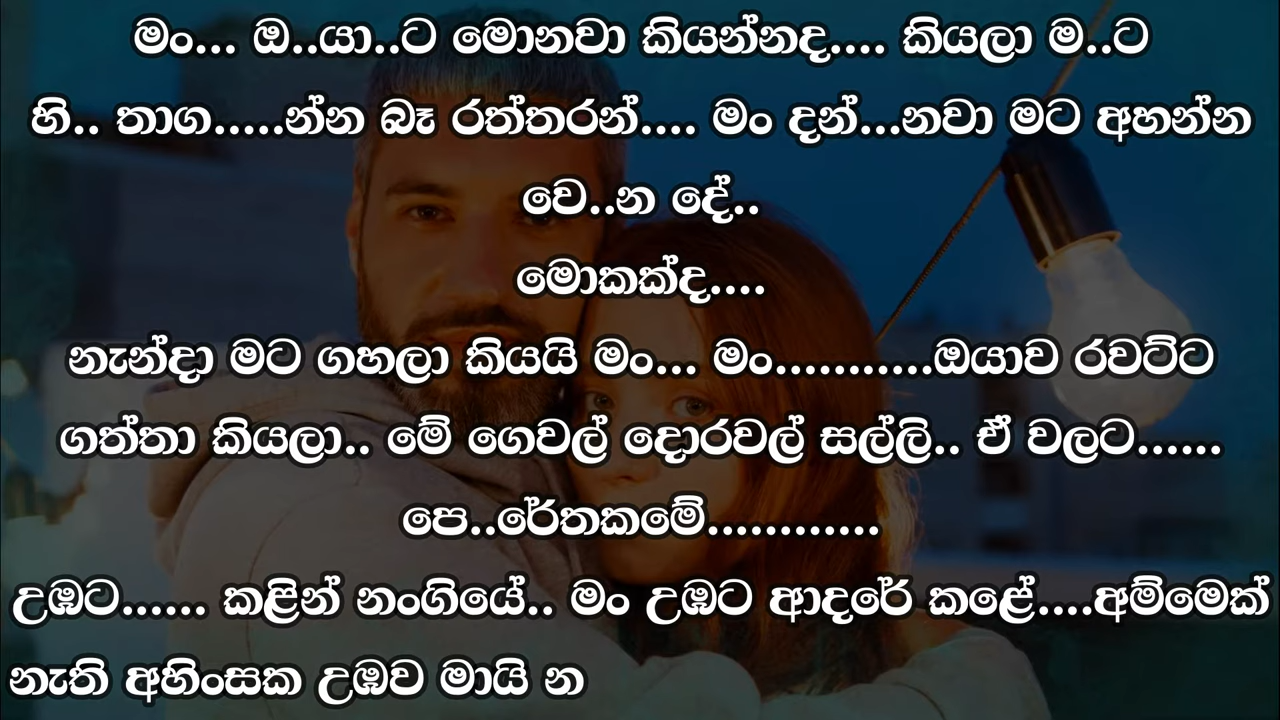 මං... ඔ..යා..ට මොනවා කියන්නද.... කියලා ම..ට
හි.. තාග.....න්න බෑ රත්තරන්.... මං දන්...නවා මට අහන්න
වෙ..න දේ..
මොකක්ද....
නැන්දා මට ගහලා කියයි මං... මං...........ඔයාව රවට්ට
ගත්තා කියලා.. මේ ගෙවල් දොරවල් සල්ලි.. ඒ වලට......
පෙ..රේතකමේ............
උඹට...... කළින් නංගියේ.. මං උඹට ආදරේ කළේ....අම්මෙක්
නැති අහිංසක උඹව මායි න